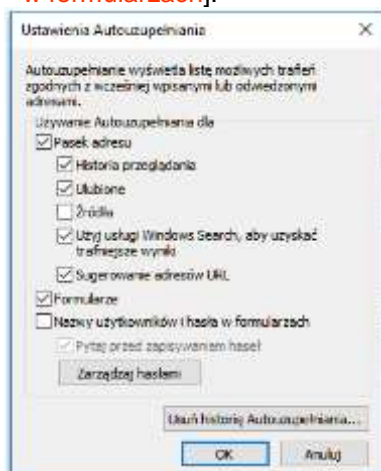 w formularzach].
Ustawienia Autouzupełniania
Autouzupełnianie wyświetla listę możliwych trafień
zgodnych z wcześniej wpisanymi lub odwiedzonymi
adresami.
Używanie Autouzupełniania dla
Pasek adresu
Historia przeglądania
Ulubione
Źródła
Użyj usługi Windows Search, aby uzyskać
trafniejsze wyniki
Sugerowanie adresów URL
Formularze
Nazwy użytkowników i hasła w formularzach
Pytaj przed zapisywaniem haseł
Zarządzaj hasłami
Usuń historię Autouzupełniania...
OK
Anuluj